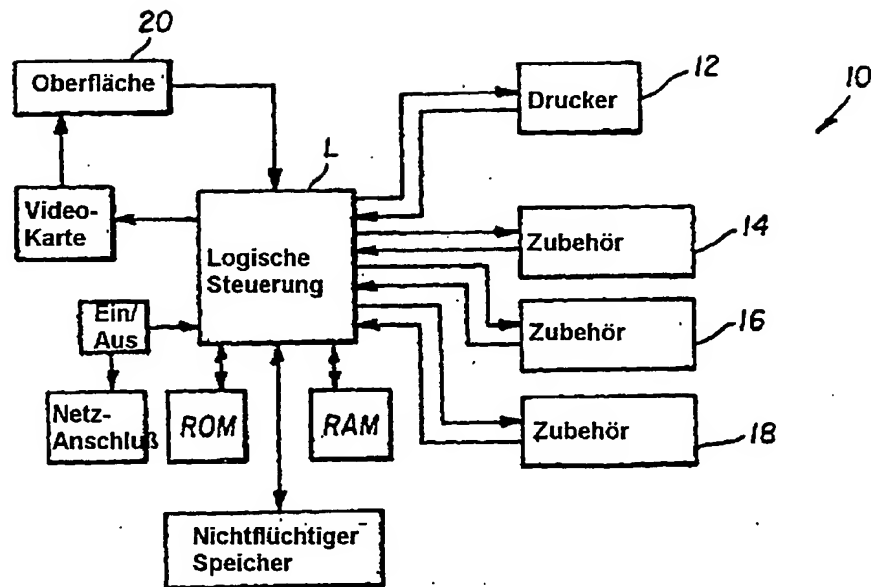 20
Oberfläche
12
Drucker
10
L
Video-
Karte
Logische
Steuerung
14
Zubehör
Ein/
Aus
16
Zubehör
Netz-
Anschluß
ROM
RAM
Zubehör
18
Nichtflüchtiger
Speicher